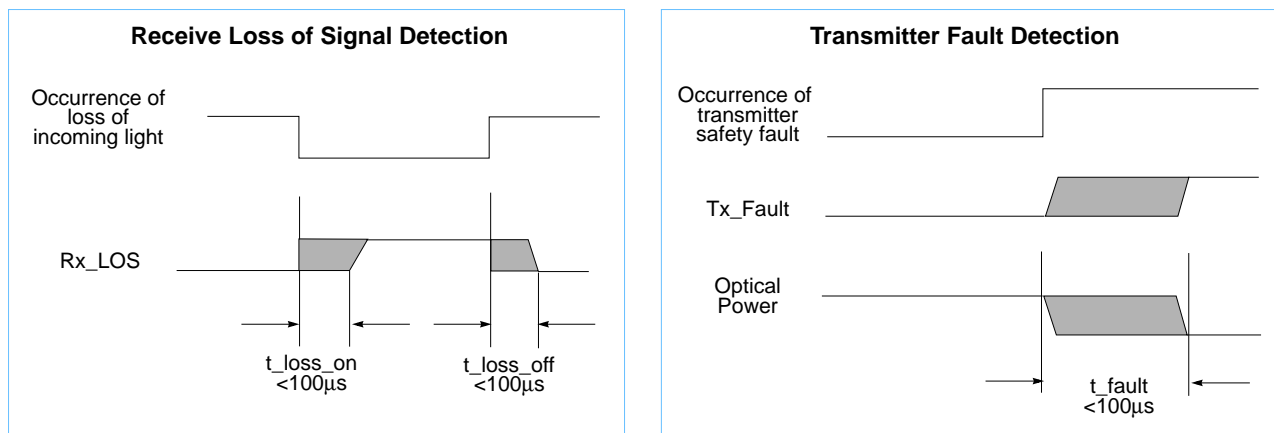 Receive Loss of Signal Detection
Occurrence of
loss of
incoming light
Rx_LOS
t_loss_on
<100µs
t_loss_off
<100µs
Transmitter Fault Detection
Occurrence of
transmitter
safety fault
Tx_Fault
Optical
Power
t_fault
<100µs